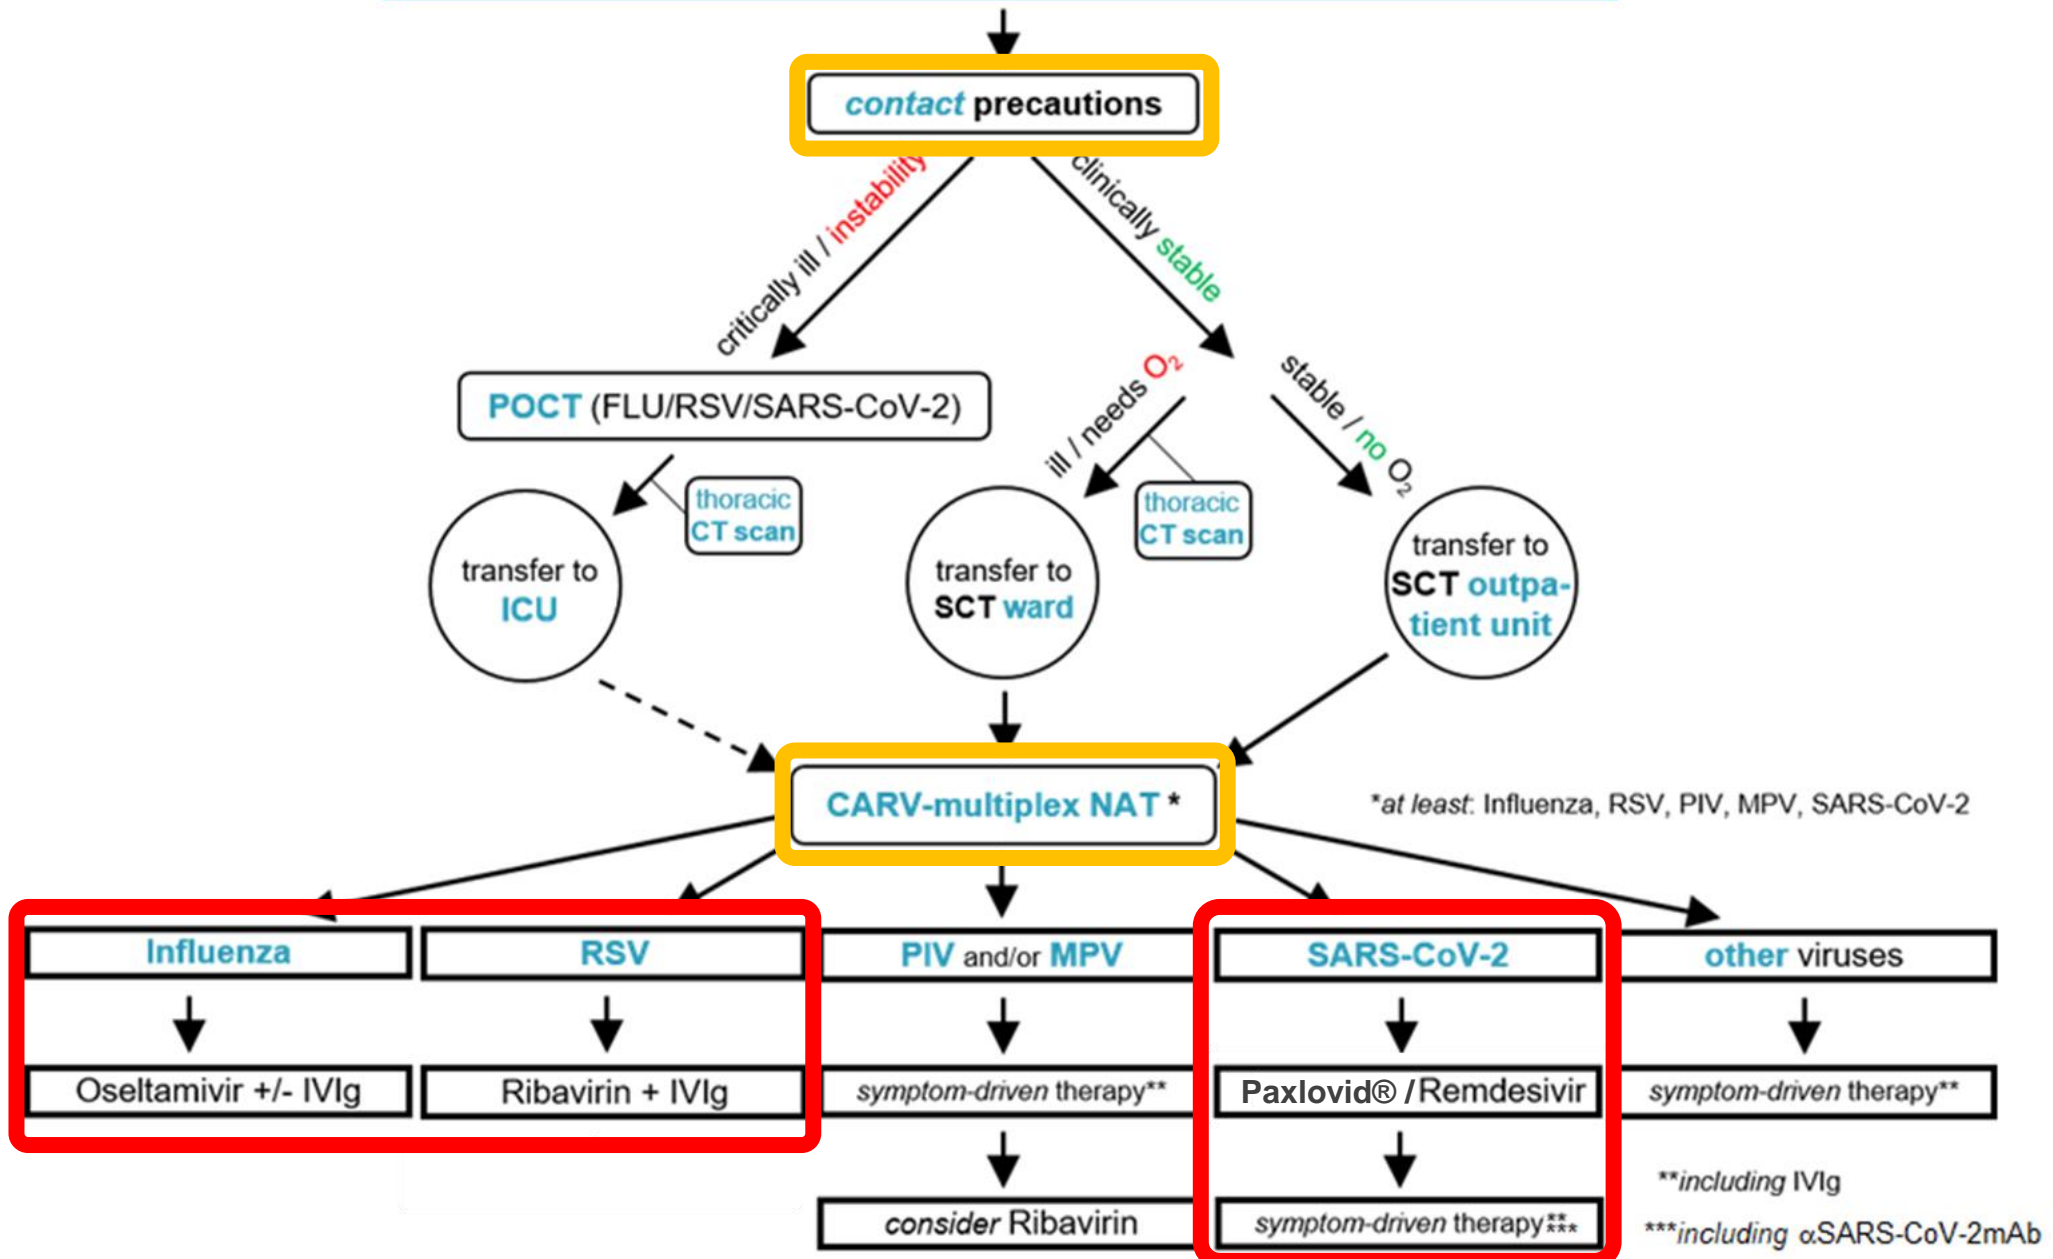 contact precautions
critically ill / instability
clinically stable
POCT (FLU/RSV/SARS-CoV-2)
ill / needs O₂
stable / no O₂
thoracic
CT scan
thoracic
CT scan
transfer to
ICU
transfer to
SCT ward
transfer to
SCT outpa-
tient unit
CARV-multiplex NAT *
*at least: Influenza, RSV, PIV, MPV, SARS-CoV-2
Influenza
RSV
PIV and/or MPV
SARS-CoV-2
other viruses
Oseltamivir +/- IVIg
Ribavirin + IVIg
symptom-driven therapy**
Paxlovid® / Remdesivir
symptom-driven therapy**
consider Ribavirin
symptom-driven therapy** ***
**including IVIg
***including αSARS-CoV-2mAb